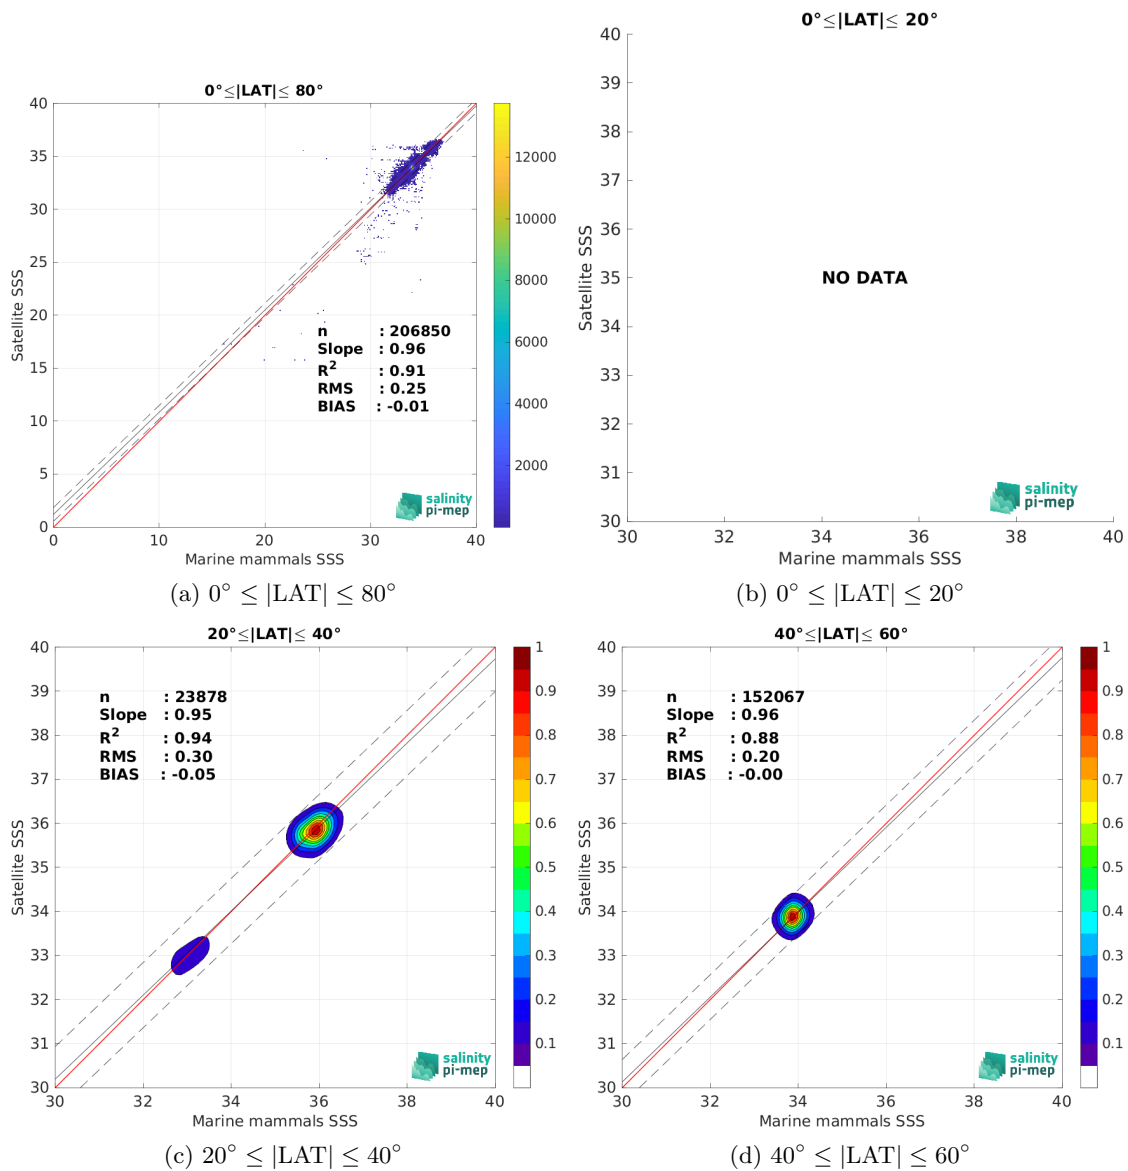 0°≤|LAT|≤ 80°
40
35
30
25
20
15
10
5
0
Satellite SSS
n : 206850
Slope : 0.96
R² : 0.91
RMS : 0.25
BIAS : -0.01
salinity
pi-mep
0 10 20 30 40
Marine mammals SSS
12000
10000
8000
6000
4000
2000
(a) 0° ≤ |LAT| ≤ 80°
0°≤|LAT|≤ 20°
40
39
38
37
36
35
34
33
32
31
30
Satellite SSS
NO DATA
salinity
pi-mep
30 32 34 36 38 40
Marine mammals SSS
(b) 0° ≤ |LAT| ≤ 20°
20°≤|LAT|≤ 40°
40
39
38
37
36
35
34
33
32
31
30
Satellite SSS
n : 23878
Slope : 0.95
R² : 0.94
RMS : 0.30
BIAS : -0.05
salinity
pi-mep
30 32 34 36 38 40
Marine mammals SSS
1
0.9
0.8
0.7
0.6
0.5
0.4
0.3
0.2
0.1
(c) 20° ≤ |LAT| ≤ 40°
40°≤|LAT|≤ 60°
40
39
38
37
36
35
34
33
32
31
30
Satellite SSS
n : 152067
Slope : 0.96
R² : 0.88
RMS : 0.20
BIAS : -0.00
salinity
pi-mep
30 32 34 36 38 40
Marine mammals SSS
1
0.9
0.8
0.7
0.6
0.5
0.4
0.3
0.2
0.1
(d) 40° ≤ |LAT| ≤ 60°